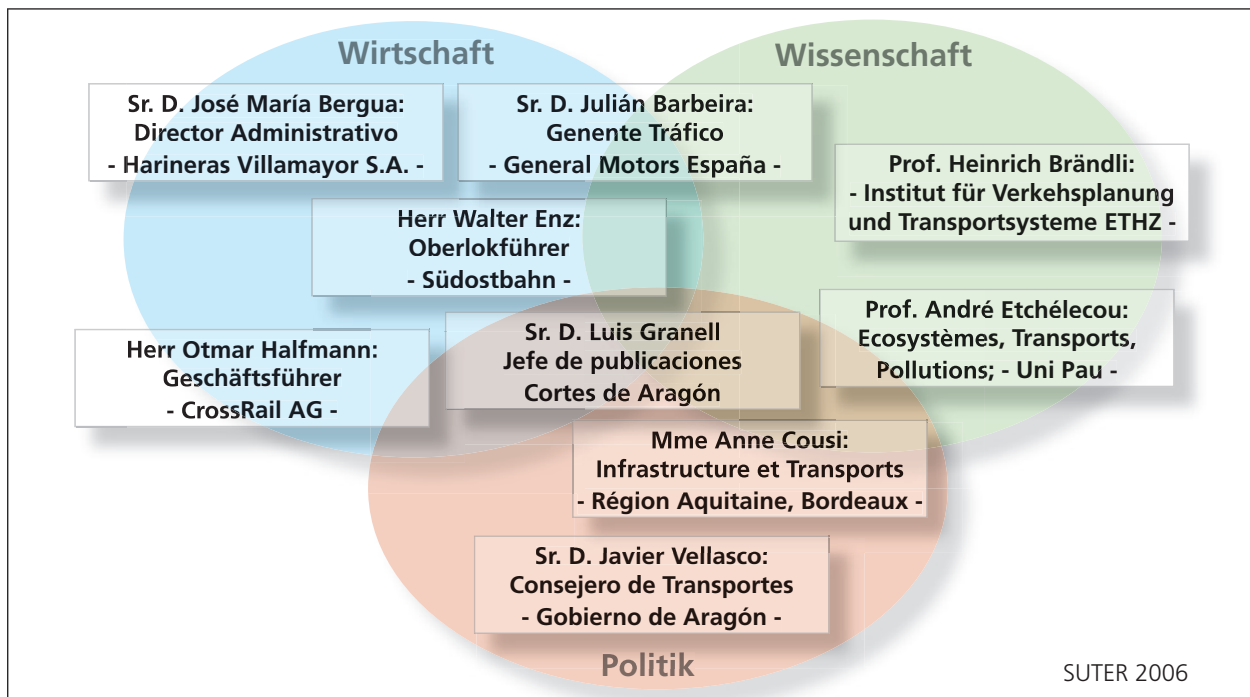 Wirtschaft
Wissenschaft
Sr. D. José María Bergua:
Director Administrativo
- Harineras Villamayor S.A. -
Sr. D. Julián Barbeira:
Genente Tráfico
- General Motors España -
Prof. Heinrich Brändli:
- Institut für Verkehsplanung
und Transportsysteme ETHZ -
Herr Walter Enz:
Oberlokführer
- Südostbahn -
Prof. André Etchélecou:
Ecosystèmes, Transports,
Pollutions; - Uni Pau -
Herr Otmar Halfmann:
Geschäftsführer
- CrossRail AG -
Sr. D. Luis Granell
Jefe de publicaciones
Cortes de Aragón
Mme Anne Cousi:
Infrastructure et Transports
- Région Aquitaine, Bordeaux -
Sr. D. Javier Vellasco:
Consejero de Transportes
- Gobierno de Aragón -
Politik
SUTER 2006